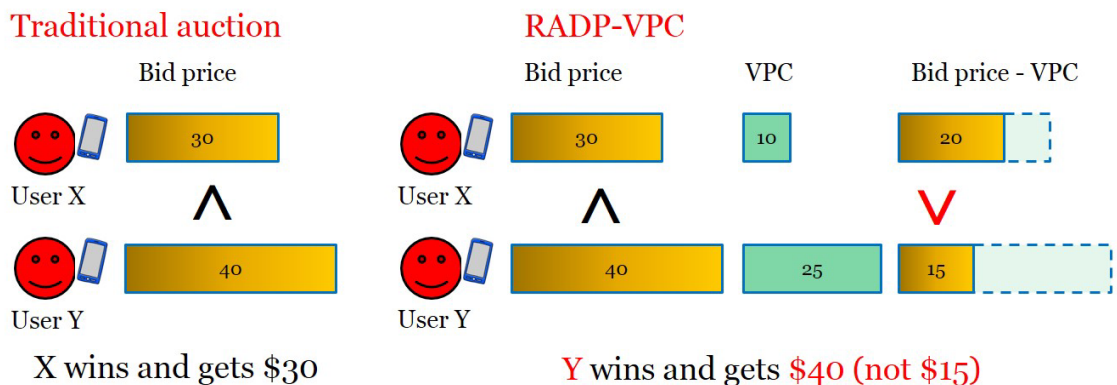 Traditional auction
RADP-VPC
Bid price
Bid price
VPC
Bid price - VPC
30
30
10
20
User X
User X
<
<
>
40
40
25
15
User Y
User Y
X wins and gets $30
Y wins and gets $40 (not $15)